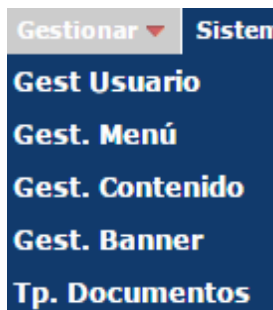 Gestionar Sistem
Gest Usuario
Gest. Menú
Gest. Contenido
Gest. Banner
Tp. Documentos